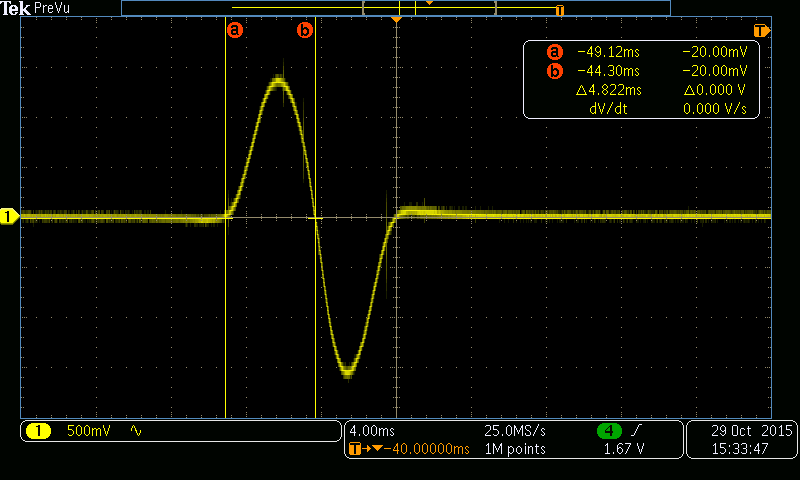 Tek PreVu
T
a b T
a -49.12ms -20.00mV
b -44.30ms -20.00mV
Δ4.822ms Δ0.000 V
dV/dt 0.000 V/s
1
1 500mV ∿
4.00ms 25.0MS/s 4 ƒ
T→▼-40.00000ms 1M points 1.67 V
29 Oct 2015
15:33:47